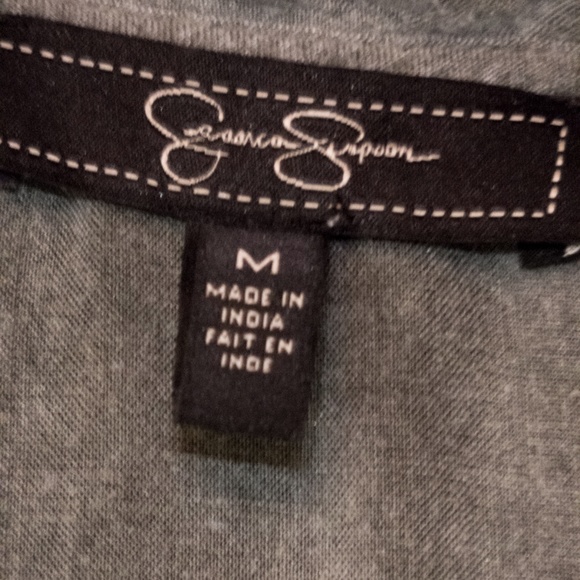 Jessica Simpson
M
MADE IN
INDIA
FAIT EN
INDE